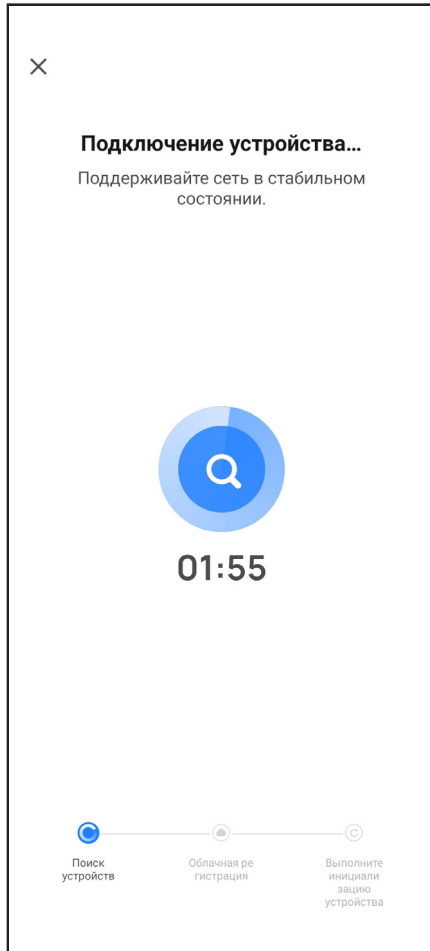 Подключение устройства...
Поддерживайте сеть в стабильном
состоянии.
01:55
Поиск
устройств
Облачная ре
гистрация
Выполните
инициали
зацию
устройства